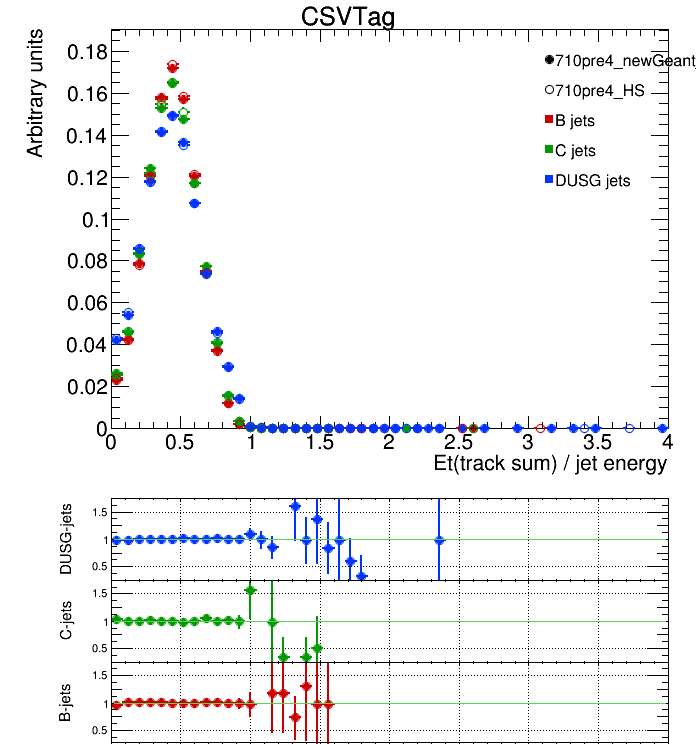 CSVTag
Arbitrary units
0.18
0.16
0.14
0.12
0.1
0.08
0.06
0.04
0.02
0
710pre4_newGeant
710pre4_HS
B jets
C jets
DUSG jets
0 0.5 1 1.5 2 2.5 3 3.5 4
Et(track sum) / jet energy
DUSG-jets
1.5
1
0.5
C-jets
1.5
1
0.5
B-jets
1.5
1
0.5